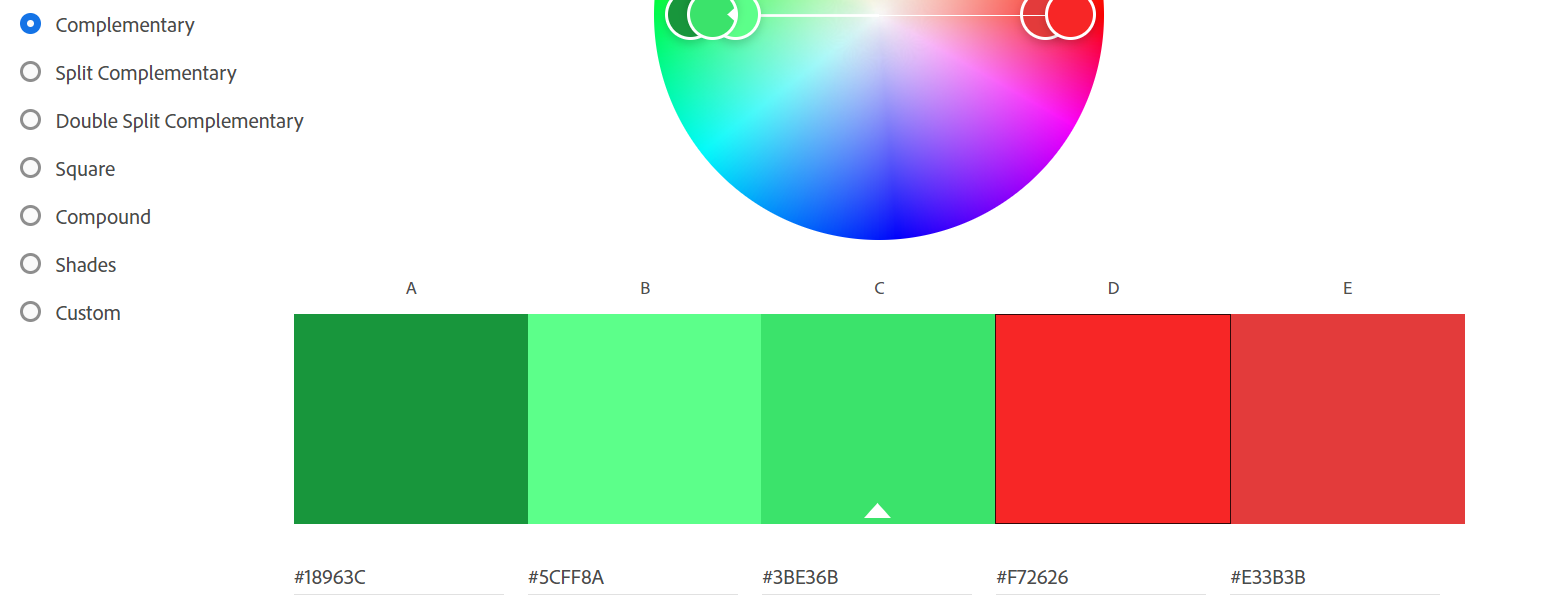 Complementary
Split Complementary
Double Split Complementary
Square
Compound
Shades
Custom
A B C D E
#18963C #5CFF8A #3BE36B #F72626 #E33B3B